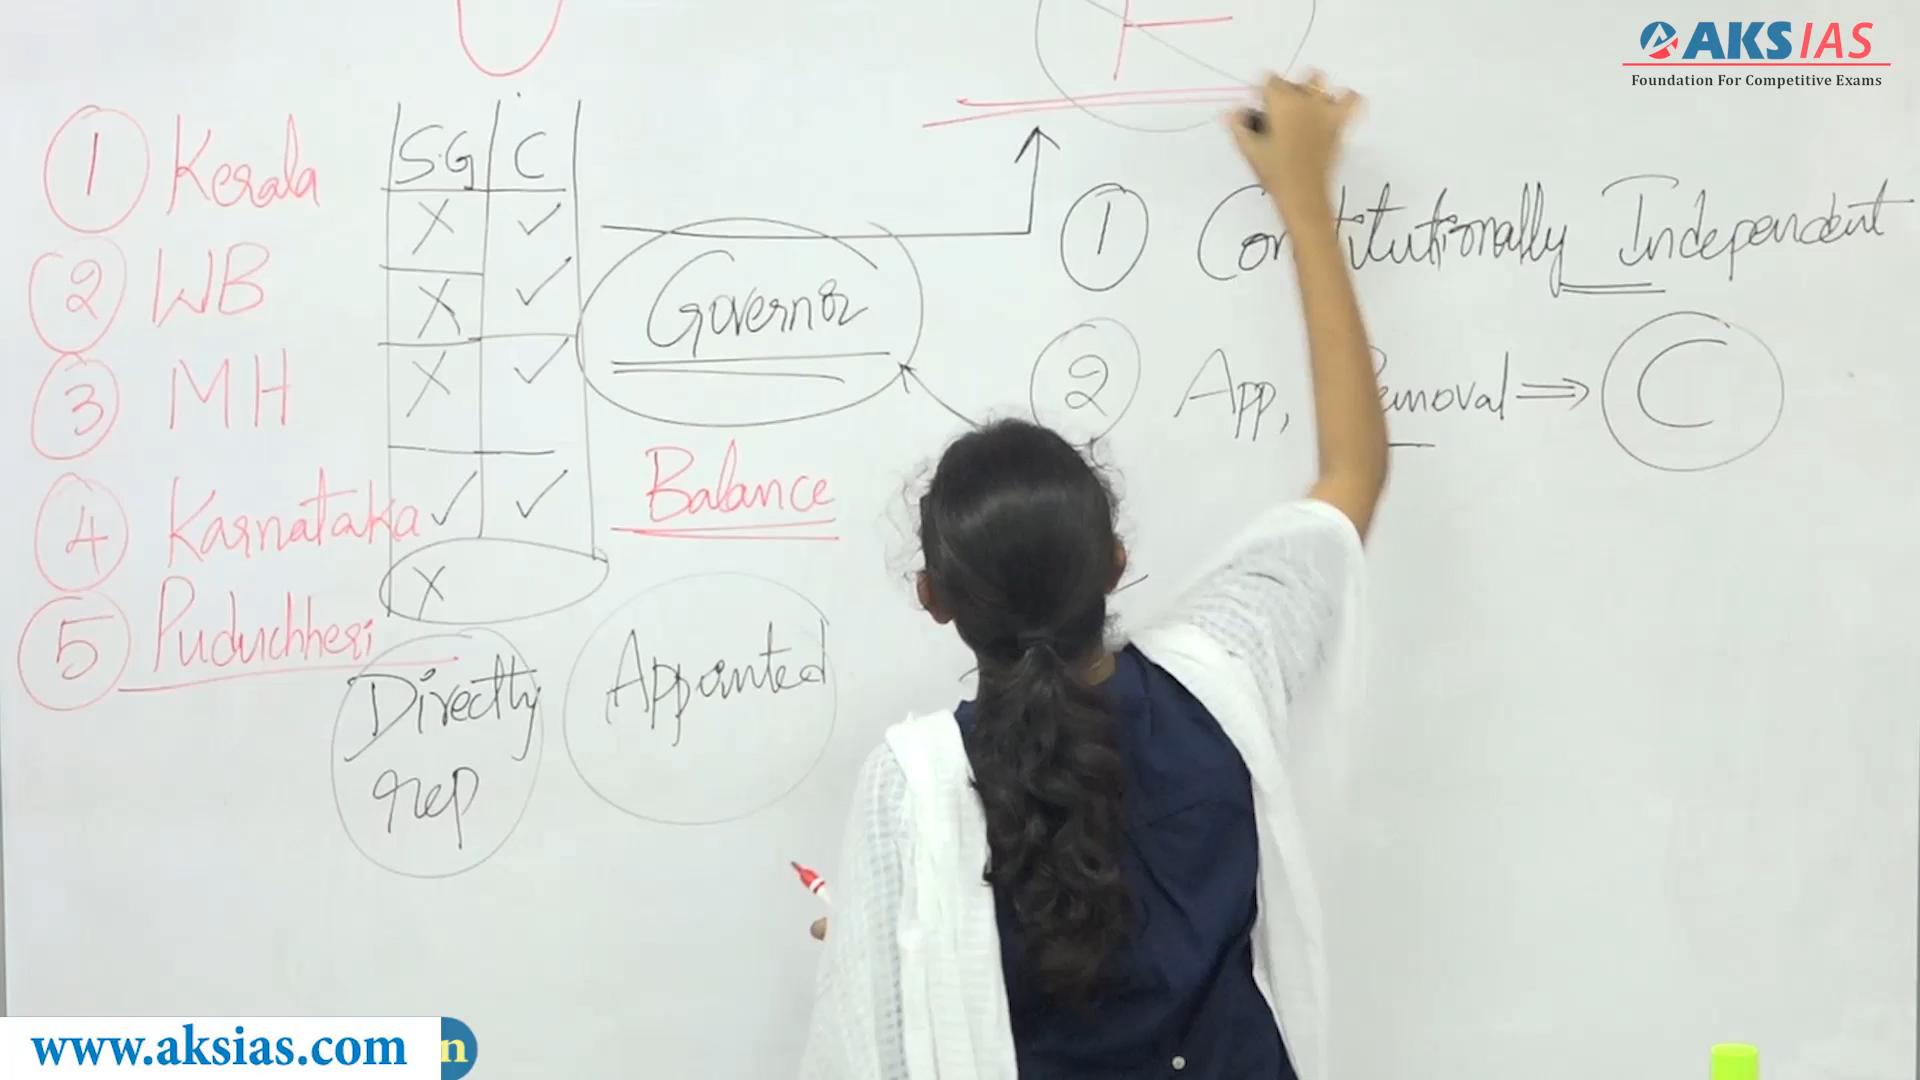 AKS IAS
Foundation For Competitive Exams
S.G C
1 Kerala X ✓
2 WB X ✓
3 MH X ✓
4 Karnataka ✓ ✓
5 Puduchheri X
Governor
Balance
Directly
rep
Appointed
1 Constitutionally Independent
2 App, Removal ⇒ C
www.aksias.com
n